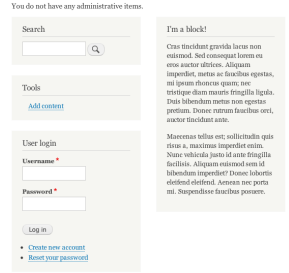 You do not have any administrative items.
Search
Tools
Add content
User login
Username *
Password *
Log in
Create new account
Reset your password
I'm a block!
Cras tincidunt gravida lacus non
euismod. Sed consequat lorem eu
eros auctor ultrices. Aliquam
imperdiet, metus ac faucibus egestas,
mi ipsum rhoncus quam; nec
tristique diam mauris fringilla ligula.
Duis bibendum metus non egestas
pretium. Donec rutrum faucibus orci,
auctor tincidunt ante.
Maecenas tellus est; sollicitudin quis
risus a, maximus imperdiet enim.
Nunc vehicula justo id ante fringilla
facilisis. Aliquam euismod sem id
bibendum imperdiet? Donec lobortis
eleifend eleifend. Aenean nec porta
mi. Suspendisse faucibus posuere.